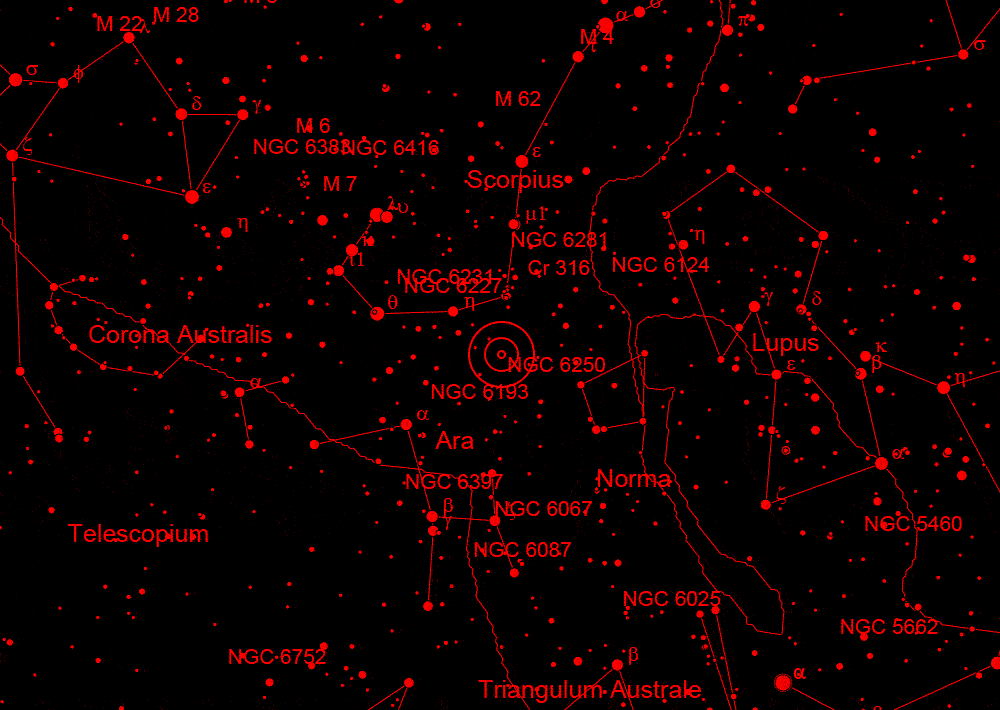 M 28
M 22
λ
α
σ
M 4
τ
π
σ
σ
φ
δ
γ
M 62
M 6
NGC 6383
NGC 6416
ζ
ε
Scorpius
ε
M 7
λ
υ
η
κ
ι1
μ1
NGC 6281
η
NGC 6231
NGC 6227
Cr 316
NGC 6124
θ
η
γ
δ
Corona Australis
Lupus
κ
β
ε
NGC 6250
η
α
NGC 6193
α
Ara
α
NGC 6397
Norma
ζ
β
γ
NGC 6067
NGC 5460
Telescopium
NGC 6087
NGC 6025
NGC 5662
NGC 6752
β
α
Triangulum Australe